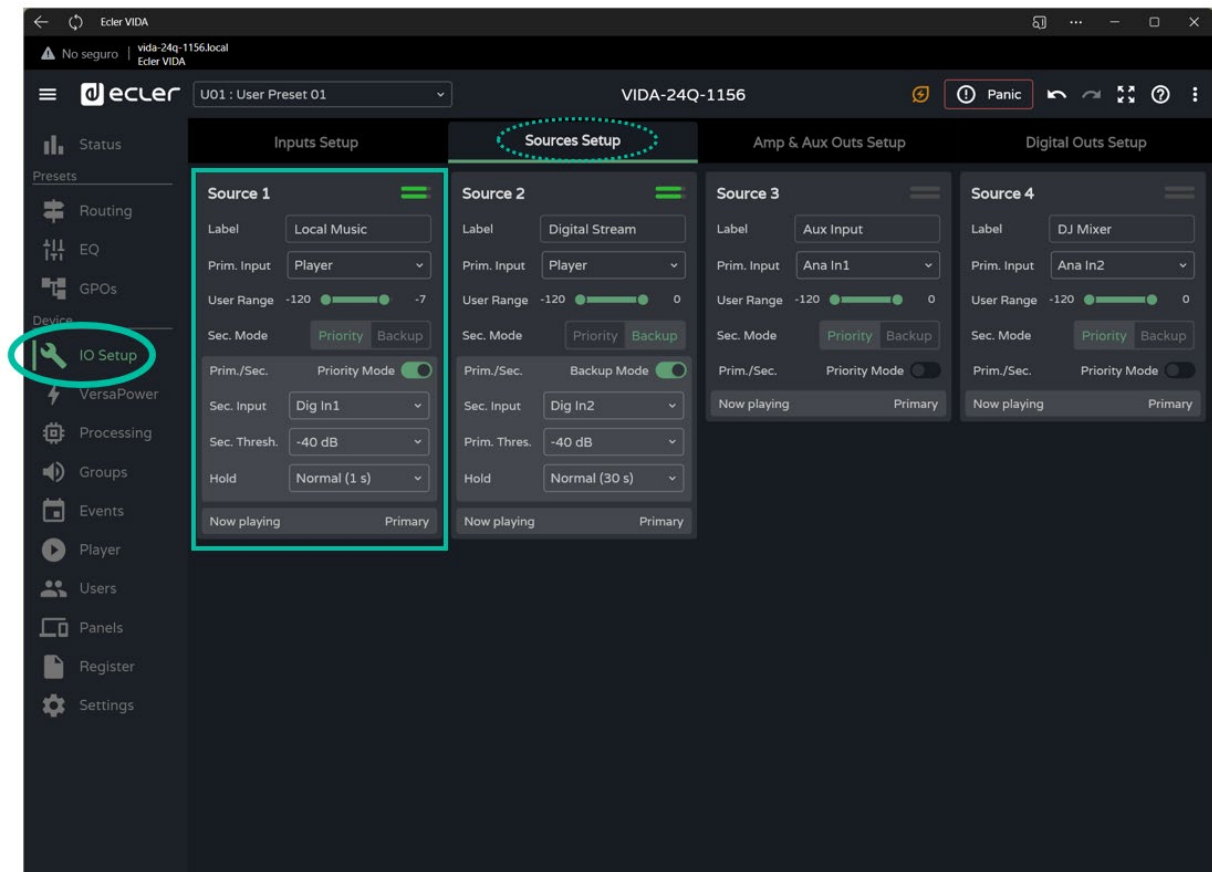 Ecler VIDA
No seguro | vida-24q-1156.local
Ecler VIDA
ecler
U01 : User Preset 01
VIDA-24Q-1156
Panic
Status
Presets
Routing
EQ
GPOs
Device
IO Setup
VersaPower
Processing
Groups
Events
Player
Users
Panels
Register
Settings
Inputs Setup
Sources Setup
Amp & Aux Outs Setup
Digital Outs Setup
Source 1
Label Local Music
Prim. Input Player
User Range -120 -7
Sec. Mode Priority Backup
Prim./Sec. Priority Mode
Sec. Input Dig In1
Sec. Thresh. -40 dB
Hold Normal (1 s)
Now playing Primary
Source 2
Label Digital Stream
Prim. Input Player
User Range -120 0
Sec. Mode Priority Backup
Prim./Sec. Backup Mode
Sec. Input Dig In2
Prim. Thres. -40 dB
Hold Normal (30 s)
Now playing Primary
Source 3
Label Aux Input
Prim. Input Ana In1
User Range -120 0
Sec. Mode Priority Backup
Prim./Sec. Priority Mode
Now playing Primary
Source 4
Label DJ Mixer
Prim. Input Ana In2
User Range -120 0
Sec. Mode Priority Backup
Prim./Sec. Priority Mode
Now playing Primary